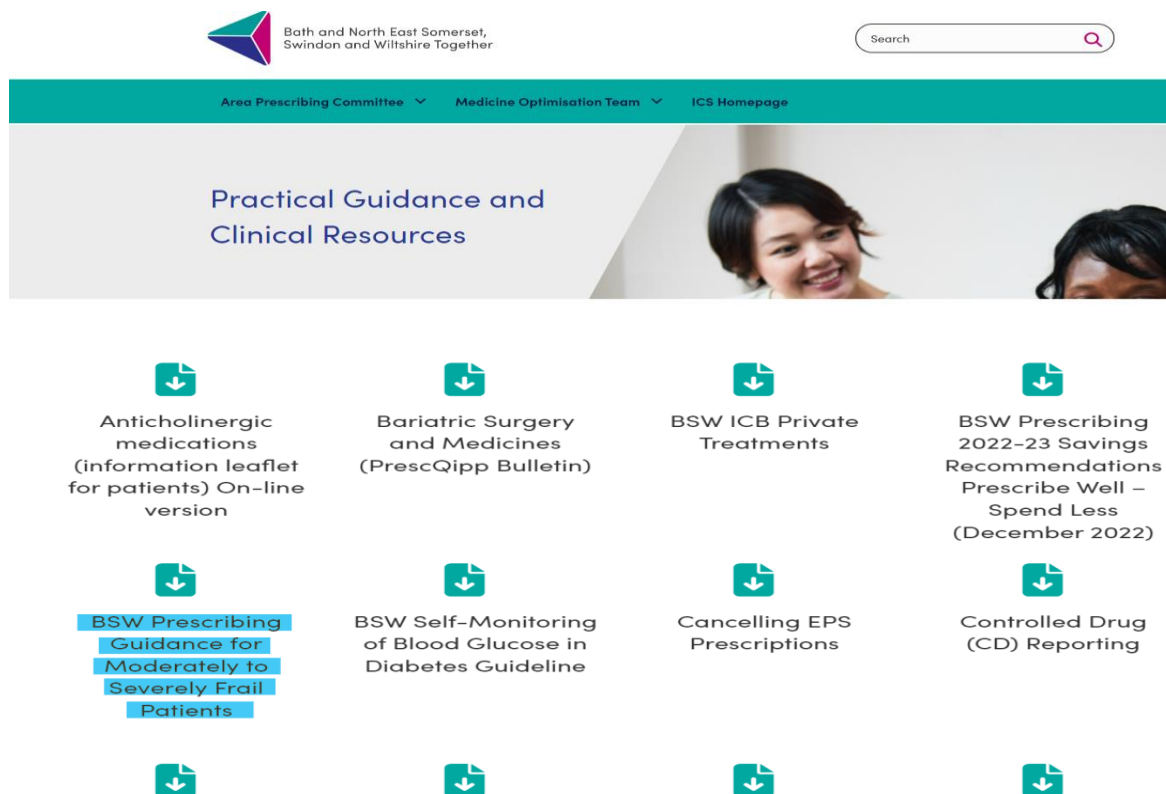 Bath and North East Somerset,
Swindon and Wiltshire Together
Search
Area Prescribing Committee
Medicine Optimisation Team
ICS Homepage
Practical Guidance and
Clinical Resources
Anticholinergic
medications
(information leaflet
for patients) On-line
version
Bariatric Surgery
and Medicines
(PrescQipp Bulletin)
BSW ICB Private
Treatments
BSW Prescribing
2022-23 Savings
Recommendations
Prescribe Well –
Spend Less
(December 2022)
BSW Prescribing
Guidance for
Moderately to
Severely Frail
Patients
BSW Self-Monitoring
of Blood Glucose in
Diabetes Guideline
Cancelling EPS
Prescriptions
Controlled Drug
(CD) Reporting